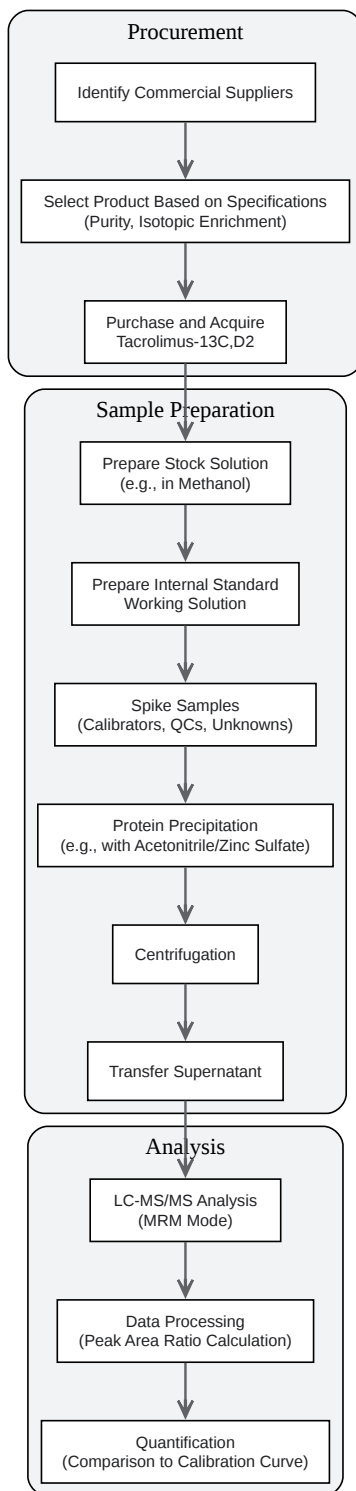 Procurement
Identify Commercial Suppliers
Select Product Based on Specifications
(Purity, Isotopic Enrichment)
Purchase and Acquire
Tacrolimus-13C,D2
Sample Preparation
Prepare Stock Solution
(e.g., in Methanol)
Prepare Internal Standard
Working Solution
Spike Samples
(Calibrators, QCs, Unknowns)
Protein Precipitation
(e.g., with Acetonitrile/Zinc Sulfate)
Centrifugation
Transfer Supernatant
Analysis
LC-MS/MS Analysis
(MRM Mode)
Data Processing
(Peak Area Ratio Calculation)
Quantification
(Comparison to Calibration Curve)